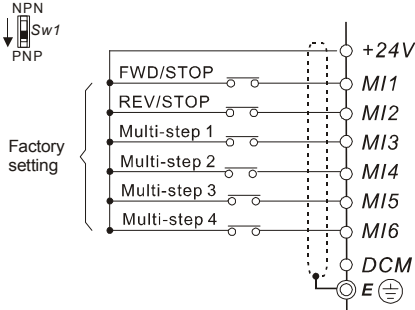 NPN
Sw1
PNP
+24V
FWD/STOP
MI1
REV/STOP
MI2
Multi-step 1
MI3
Factory
setting
Multi-step 2
MI4
Multi-step 3
MI5
Multi-step 4
MI6
DCM
E